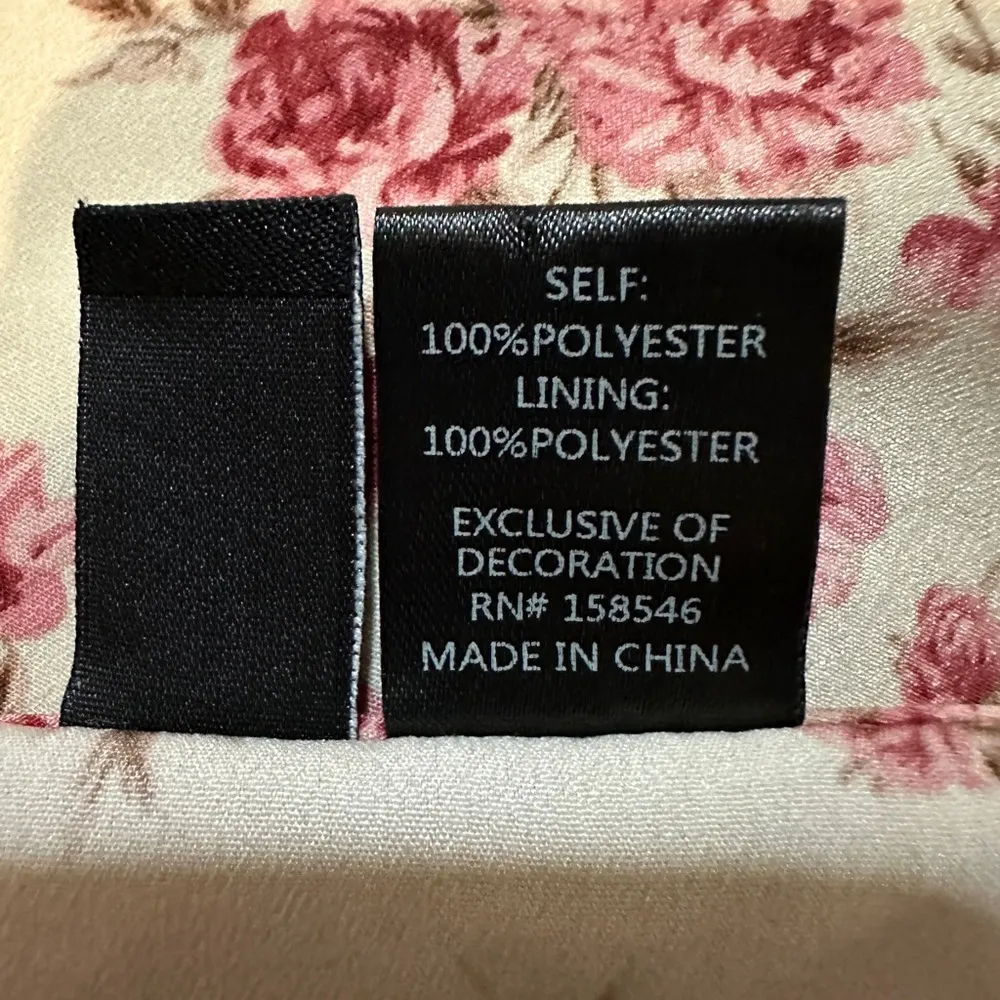 SELF:
100%POLYESTER
LINING:
100%POLYESTER
EXCLUSIVE OF
DECORATION
RN# 158546
MADE IN CHINA